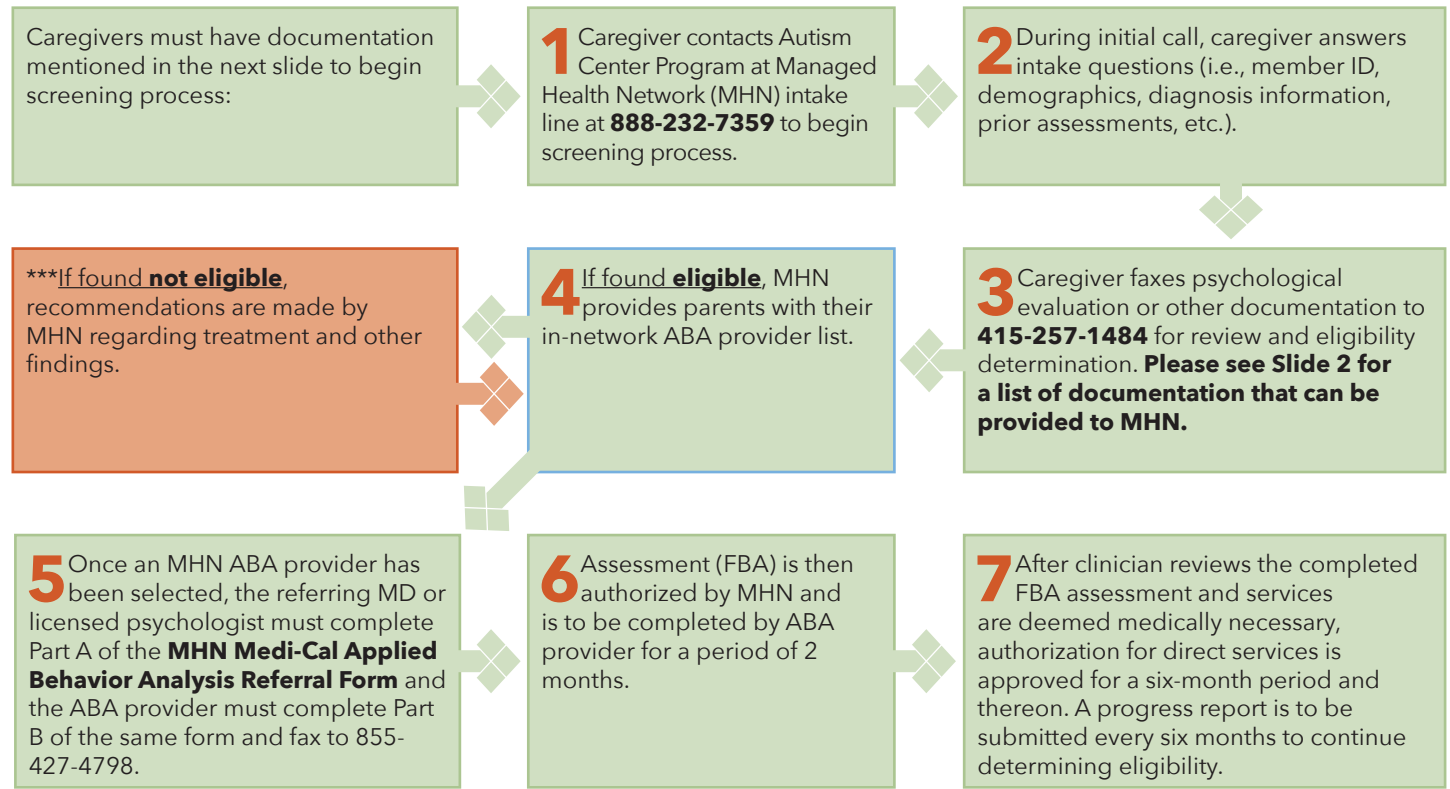 Caregivers must have documentation
mentioned in the next slide to begin
screening process:
1 Caregiver contacts Autism
Center Program at Managed
Health Network (MHN) intake
line at 888-232-7359 to begin
screening process.
2 During initial call, caregiver answers
intake questions (i.e., member ID,
demographics, diagnosis information,
prior assessments, etc.).
3 Caregiver faxes psychological
evaluation or other documentation to
415-257-1484 for review and eligibility
determination. Please see Slide 2 for
a list of documentation that can be
provided to MHN.
4 If found eligible, MHN
provides parents with their
in-network ABA provider list.
***If found not eligible,
recommendations are made by
MHN regarding treatment and other
findings.
5 Once an MHN ABA provider has
been selected, the referring MD or
licensed psychologist must complete
Part A of the MHN Medi-Cal Applied
Behavior Analysis Referral Form and
the ABA provider must complete Part
B of the same form and fax to 855-
427-4798.
6 Assessment (FBA) is then
authorized by MHN and
is to be completed by ABA
provider for a period of 2
months.
7 After clinician reviews the completed
FBA assessment and services
are deemed medically necessary,
authorization for direct services is
approved for a six-month period and
thereon. A progress report is to be
submitted every six months to continue
determining eligibility.